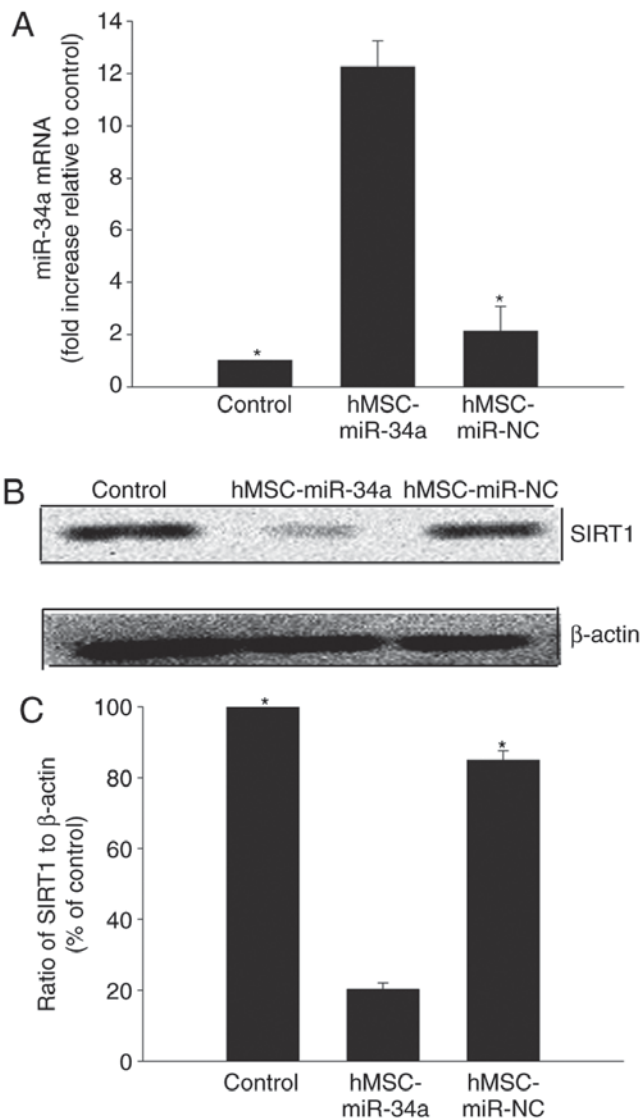 A
miR-34a mRNA
(fold increase relative to control)
14
12
10
8
6
4
2
0
*
*
Control
hMSC-
miR-34a
hMSC-
miR-NC
B
Control hMSC-miR-34a hMSC-miR-NC
SIRT1
β-actin
C
Ratio of SIRT1 to β-actin
(% of control)
100
80
60
40
20
0
*
*
Control
hMSC-
miR-34a
hMSC-
miR-NC